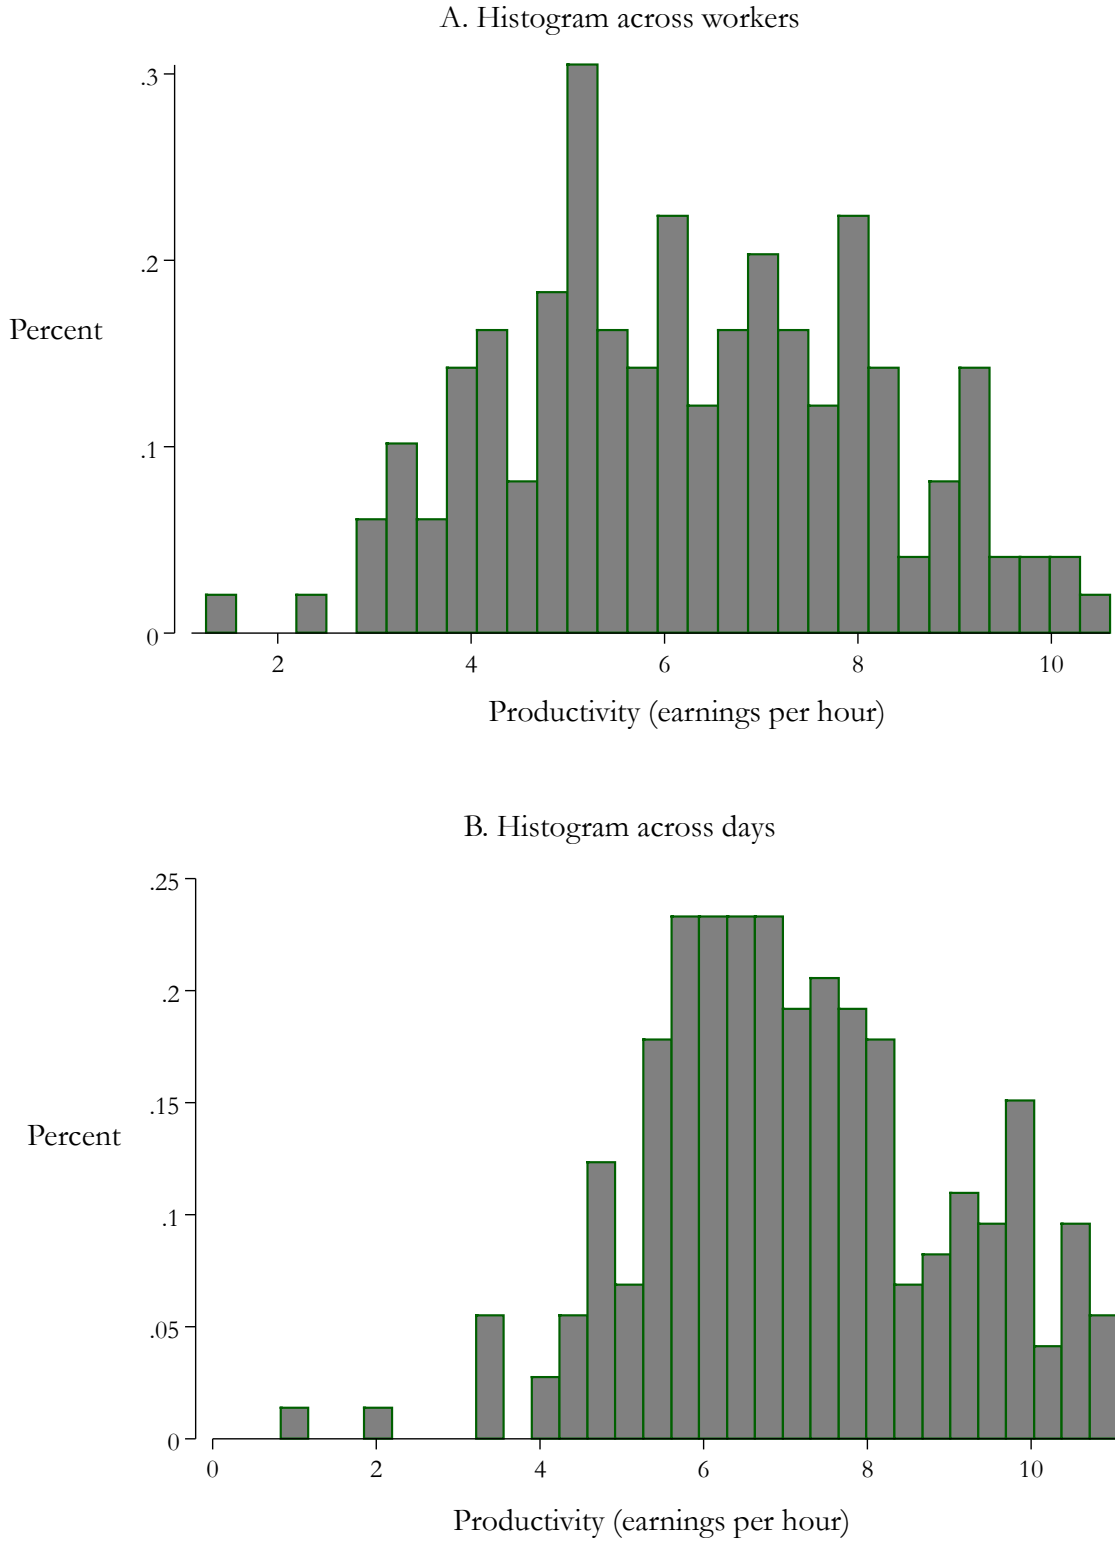 A. Histogram across workers
.3
.2
Percent
.1
0
2 4 6 8 10
Productivity (earnings per hour)
B. Histogram across days
.25
.2
.15
Percent
.1
.05
0
0 2 4 6 8 10
Productivity (earnings per hour)